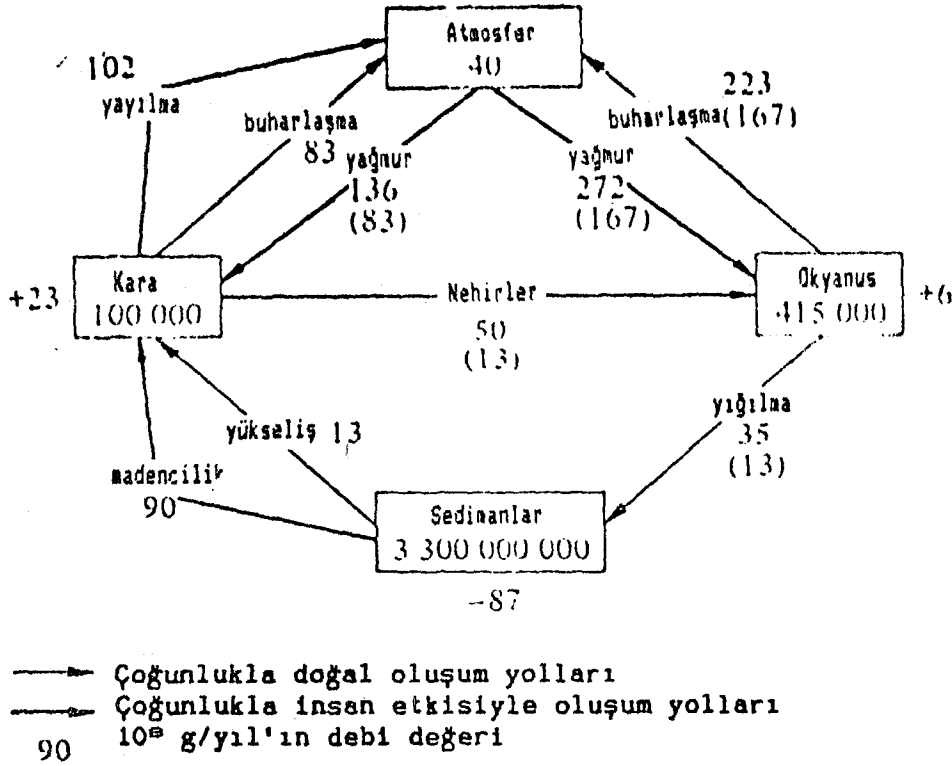 Atmosfer
40
102
yayılma
buharlaşma
83
yağmur
136
(83)
yağmur
272
(167)
223
buharlaşma(167)
+23
Kara
100 000
Nehirler
50
(13)
Okyanus
415 000
yükseliş 13
madencilik
90
yığılma
35
(13)
Sedimanlar
3 300 000 000
-87
Çoğunlukla doğal oluşum yolları
Çoğunlukla insan etkisiyle oluşum yolları
90 g/yıl'ın debi değeri